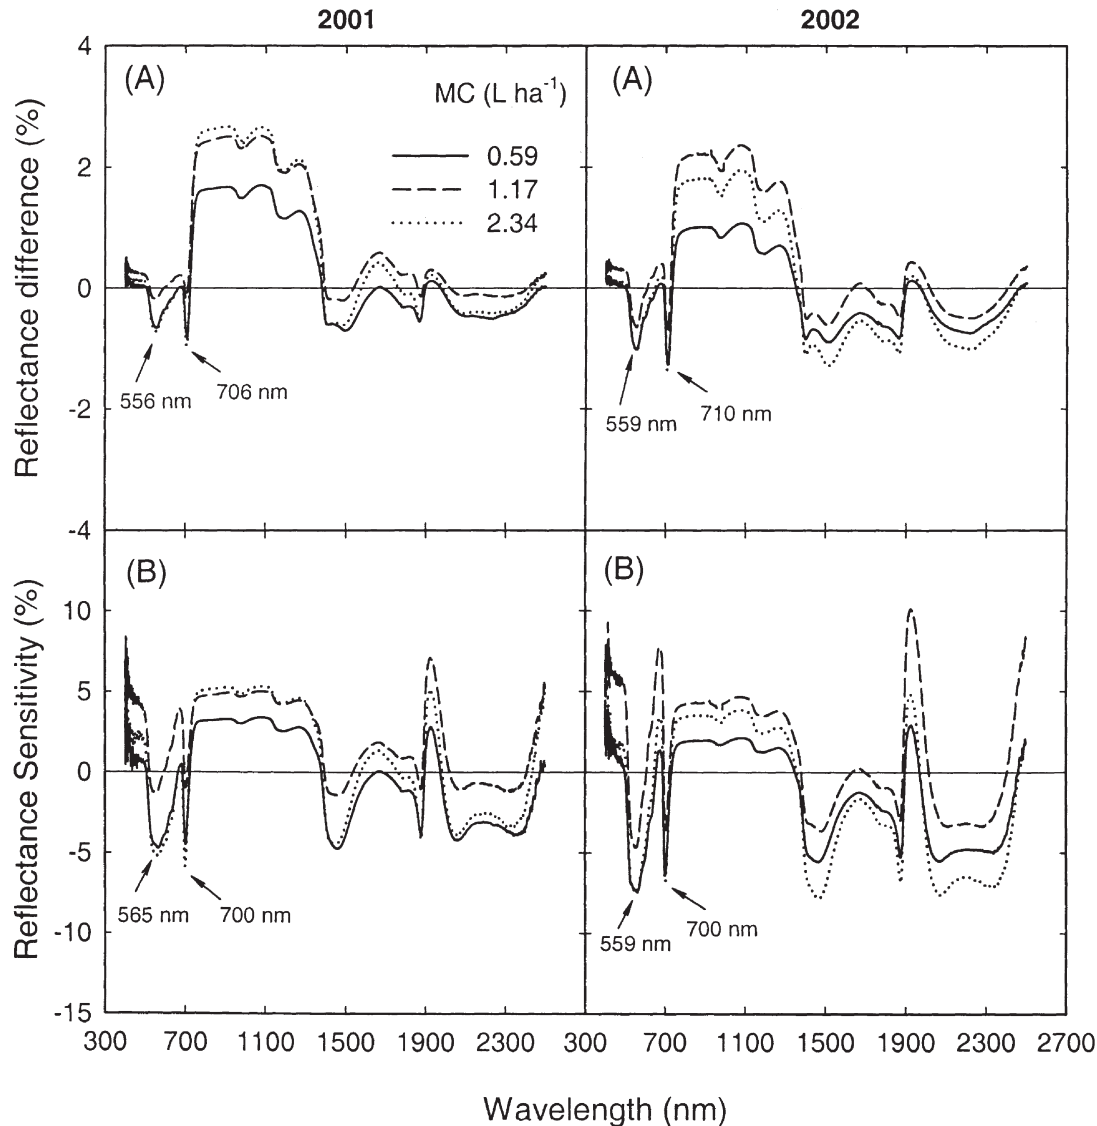 2001
2002
Reflectance difference (%)
4
2
0
-2
-4
(A)
MC (L ha-1)
0.59
1.17
2.34
556 nm
706 nm
(A)
559 nm
710 nm
Reflectance Sensitivity (%)
10
5
0
-5
-10
-15
(B)
565 nm
700 nm
(B)
559 nm
700 nm
300 700 1100 1500 1900 2300 300 700 1100 1500 1900 2300 2700
Wavelength (nm)